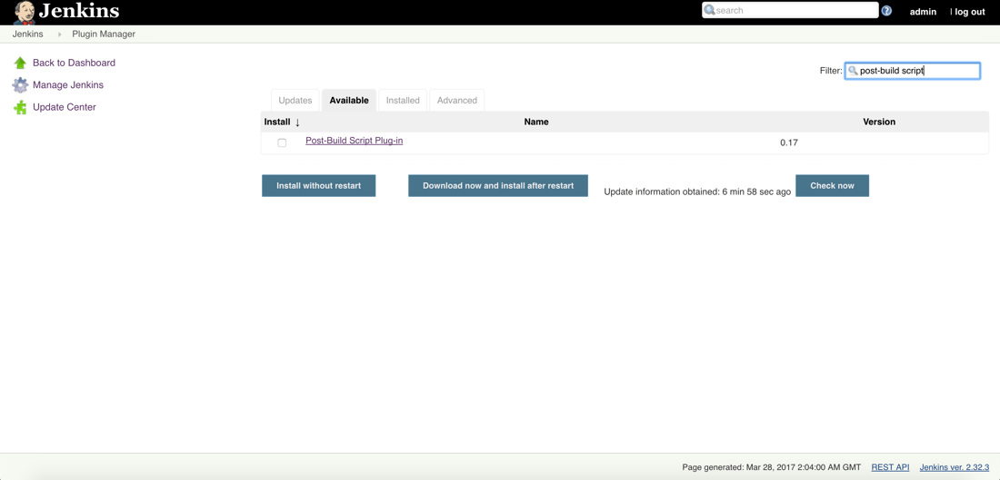 Jenkins
search
?
admin
| log out
Jenkins
Plugin Manager
Back to Dashboard
Manage Jenkins
Update Center
Filter:
post-build script
Updates
Available
Installed
Advanced
Install ↓
Name
Version
Post-Build Script Plug-in
0.17
Install without restart
Download now and install after restart
Update information obtained: 6 min 58 sec ago
Check now
Page generated: Mar 28, 2017 2:04:00 AM GMT
REST API
Jenkins ver. 2.32.3